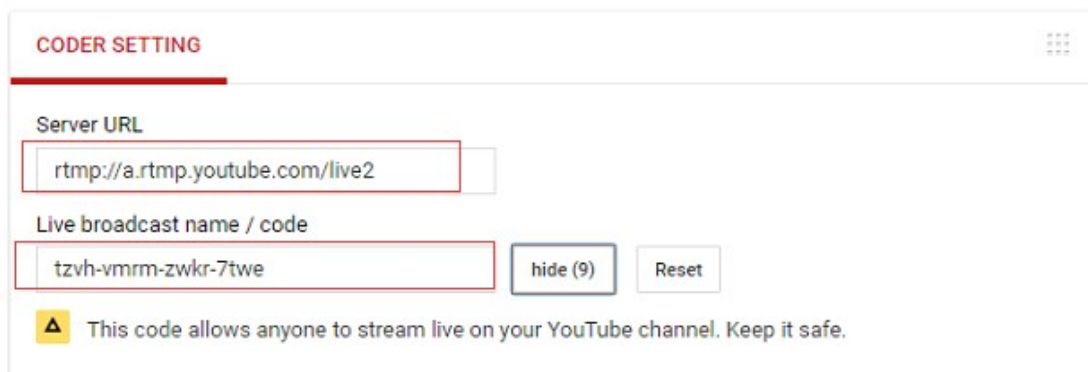 CODER SETTING
Server URL
rtmp://a.rtmp.youtube.com/live2
Live broadcast name / code
tzvh-vmrm-zwkr-7twe
hide (9)
Reset
This code allows anyone to stream live on your YouTube channel. Keep it safe.